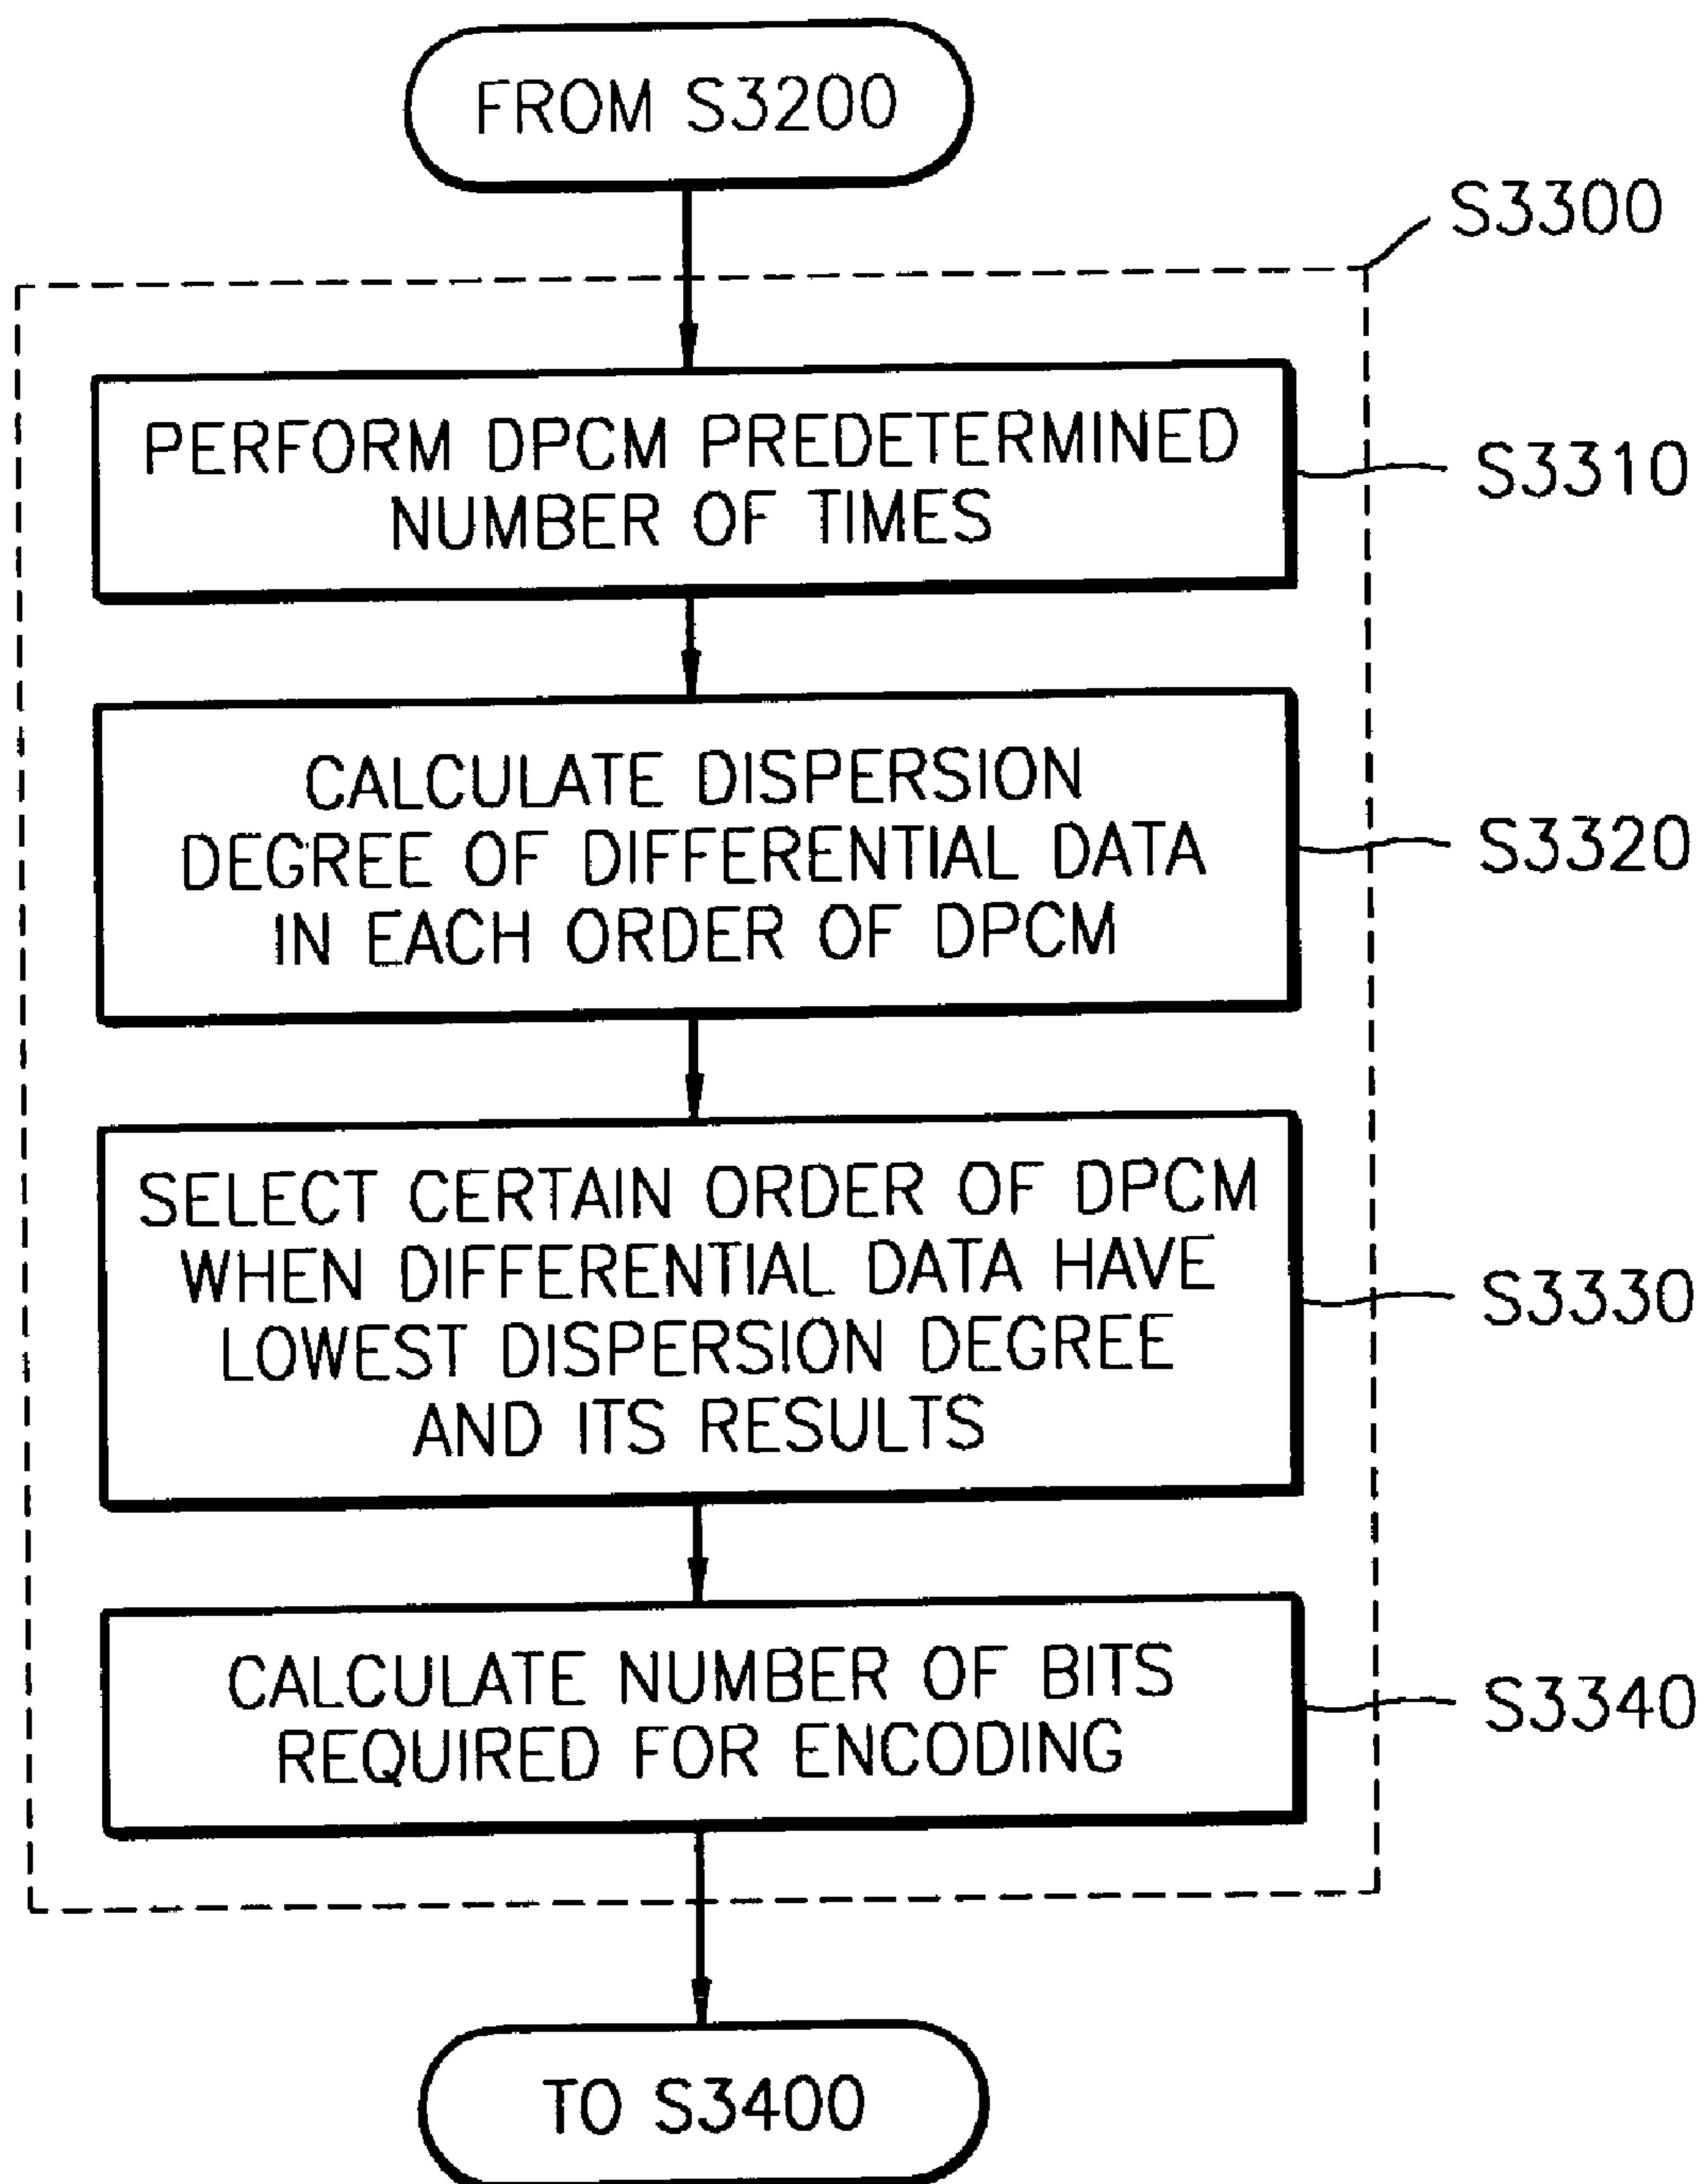 FROM S3200
S3300
PERFORM DPCM PREDETERMINED
NUMBER OF TIMES
S3310
CALCULATE DISPERSION
DEGREE OF DIFFERENTIAL DATA
IN EACH ORDER OF DPCM
S3320
SELECT CERTAIN ORDER OF DPCM
WHEN DIFFERENTIAL DATA HAVE
LOWEST DISPERSION DEGREE
AND ITS RESULTS
S3330
CALCULATE NUMBER OF BITS
REQUIRED FOR ENCODING
S3340
TO S3400